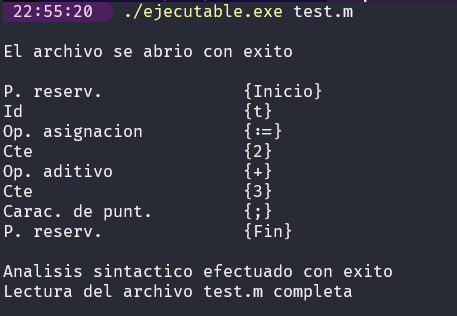 22:55:20 ./ejecutable.exe test.m
El archivo se abrio con exito
P. reserv. {Inicio}
Id {t}
Op. asignacion {:=}
Cte {2}
Op. aditivo {+}
Cte {3}
Carac. de punt. {;}
P. reserv. {Fin}
Analisis sintactico efectuado con exito
Lectura del archivo test.m completa